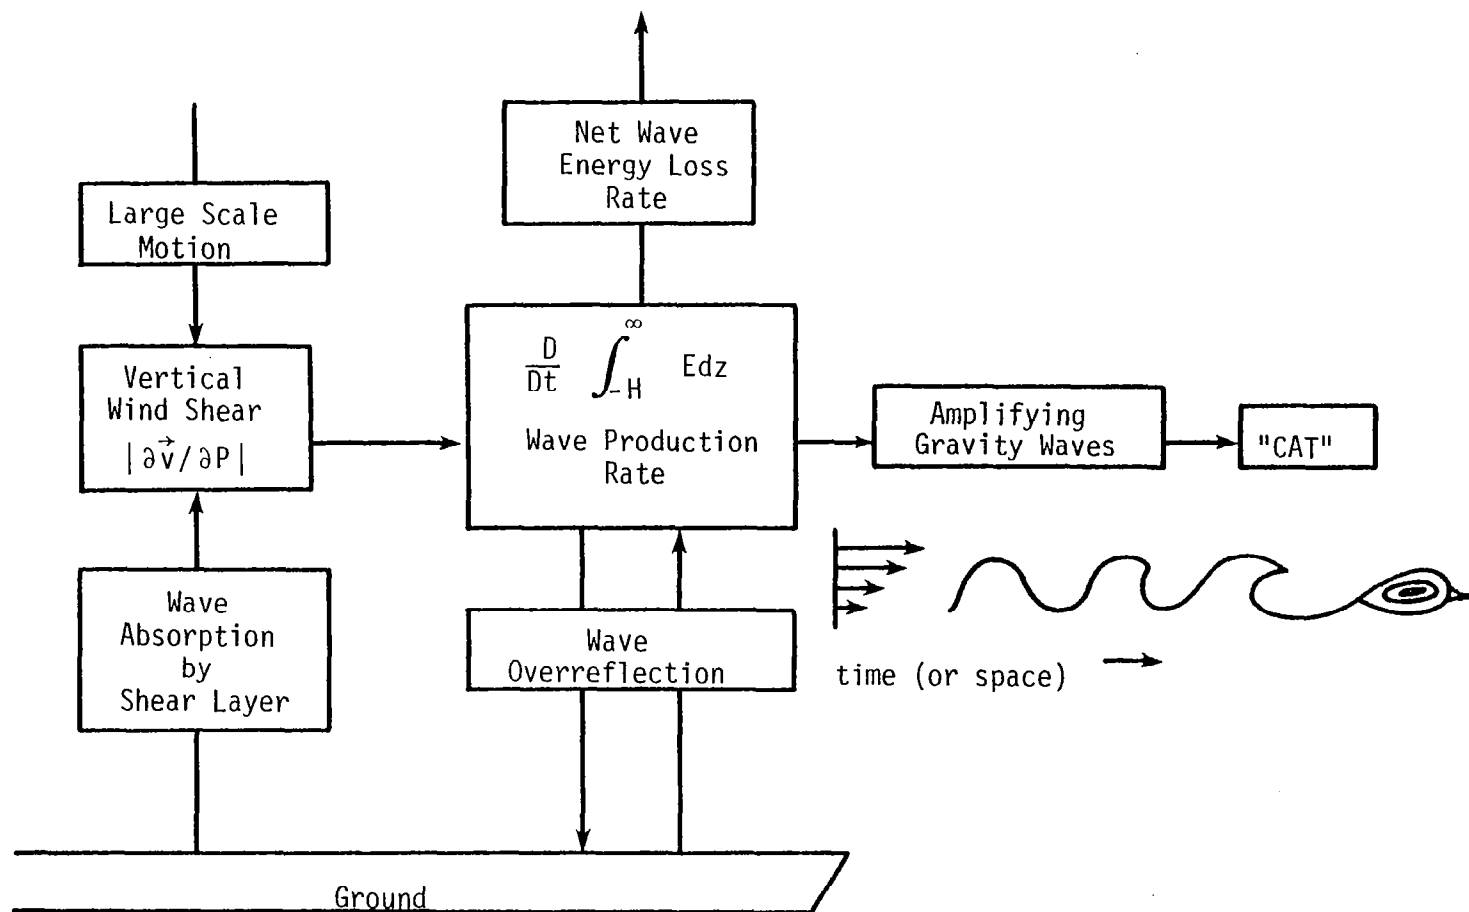 Net Wave
Energy Loss
Rate
Large Scale
Motion
Vertical
Wind Shear
|∂v⃗/∂P|
D/Dt ∫_{-H}^{∞} Edz
Wave Production
Rate
Amplifying
Gravity Waves
"CAT"
Wave
Absorption
by
Shear Layer
Wave
Overreflection
time (or space)
Ground